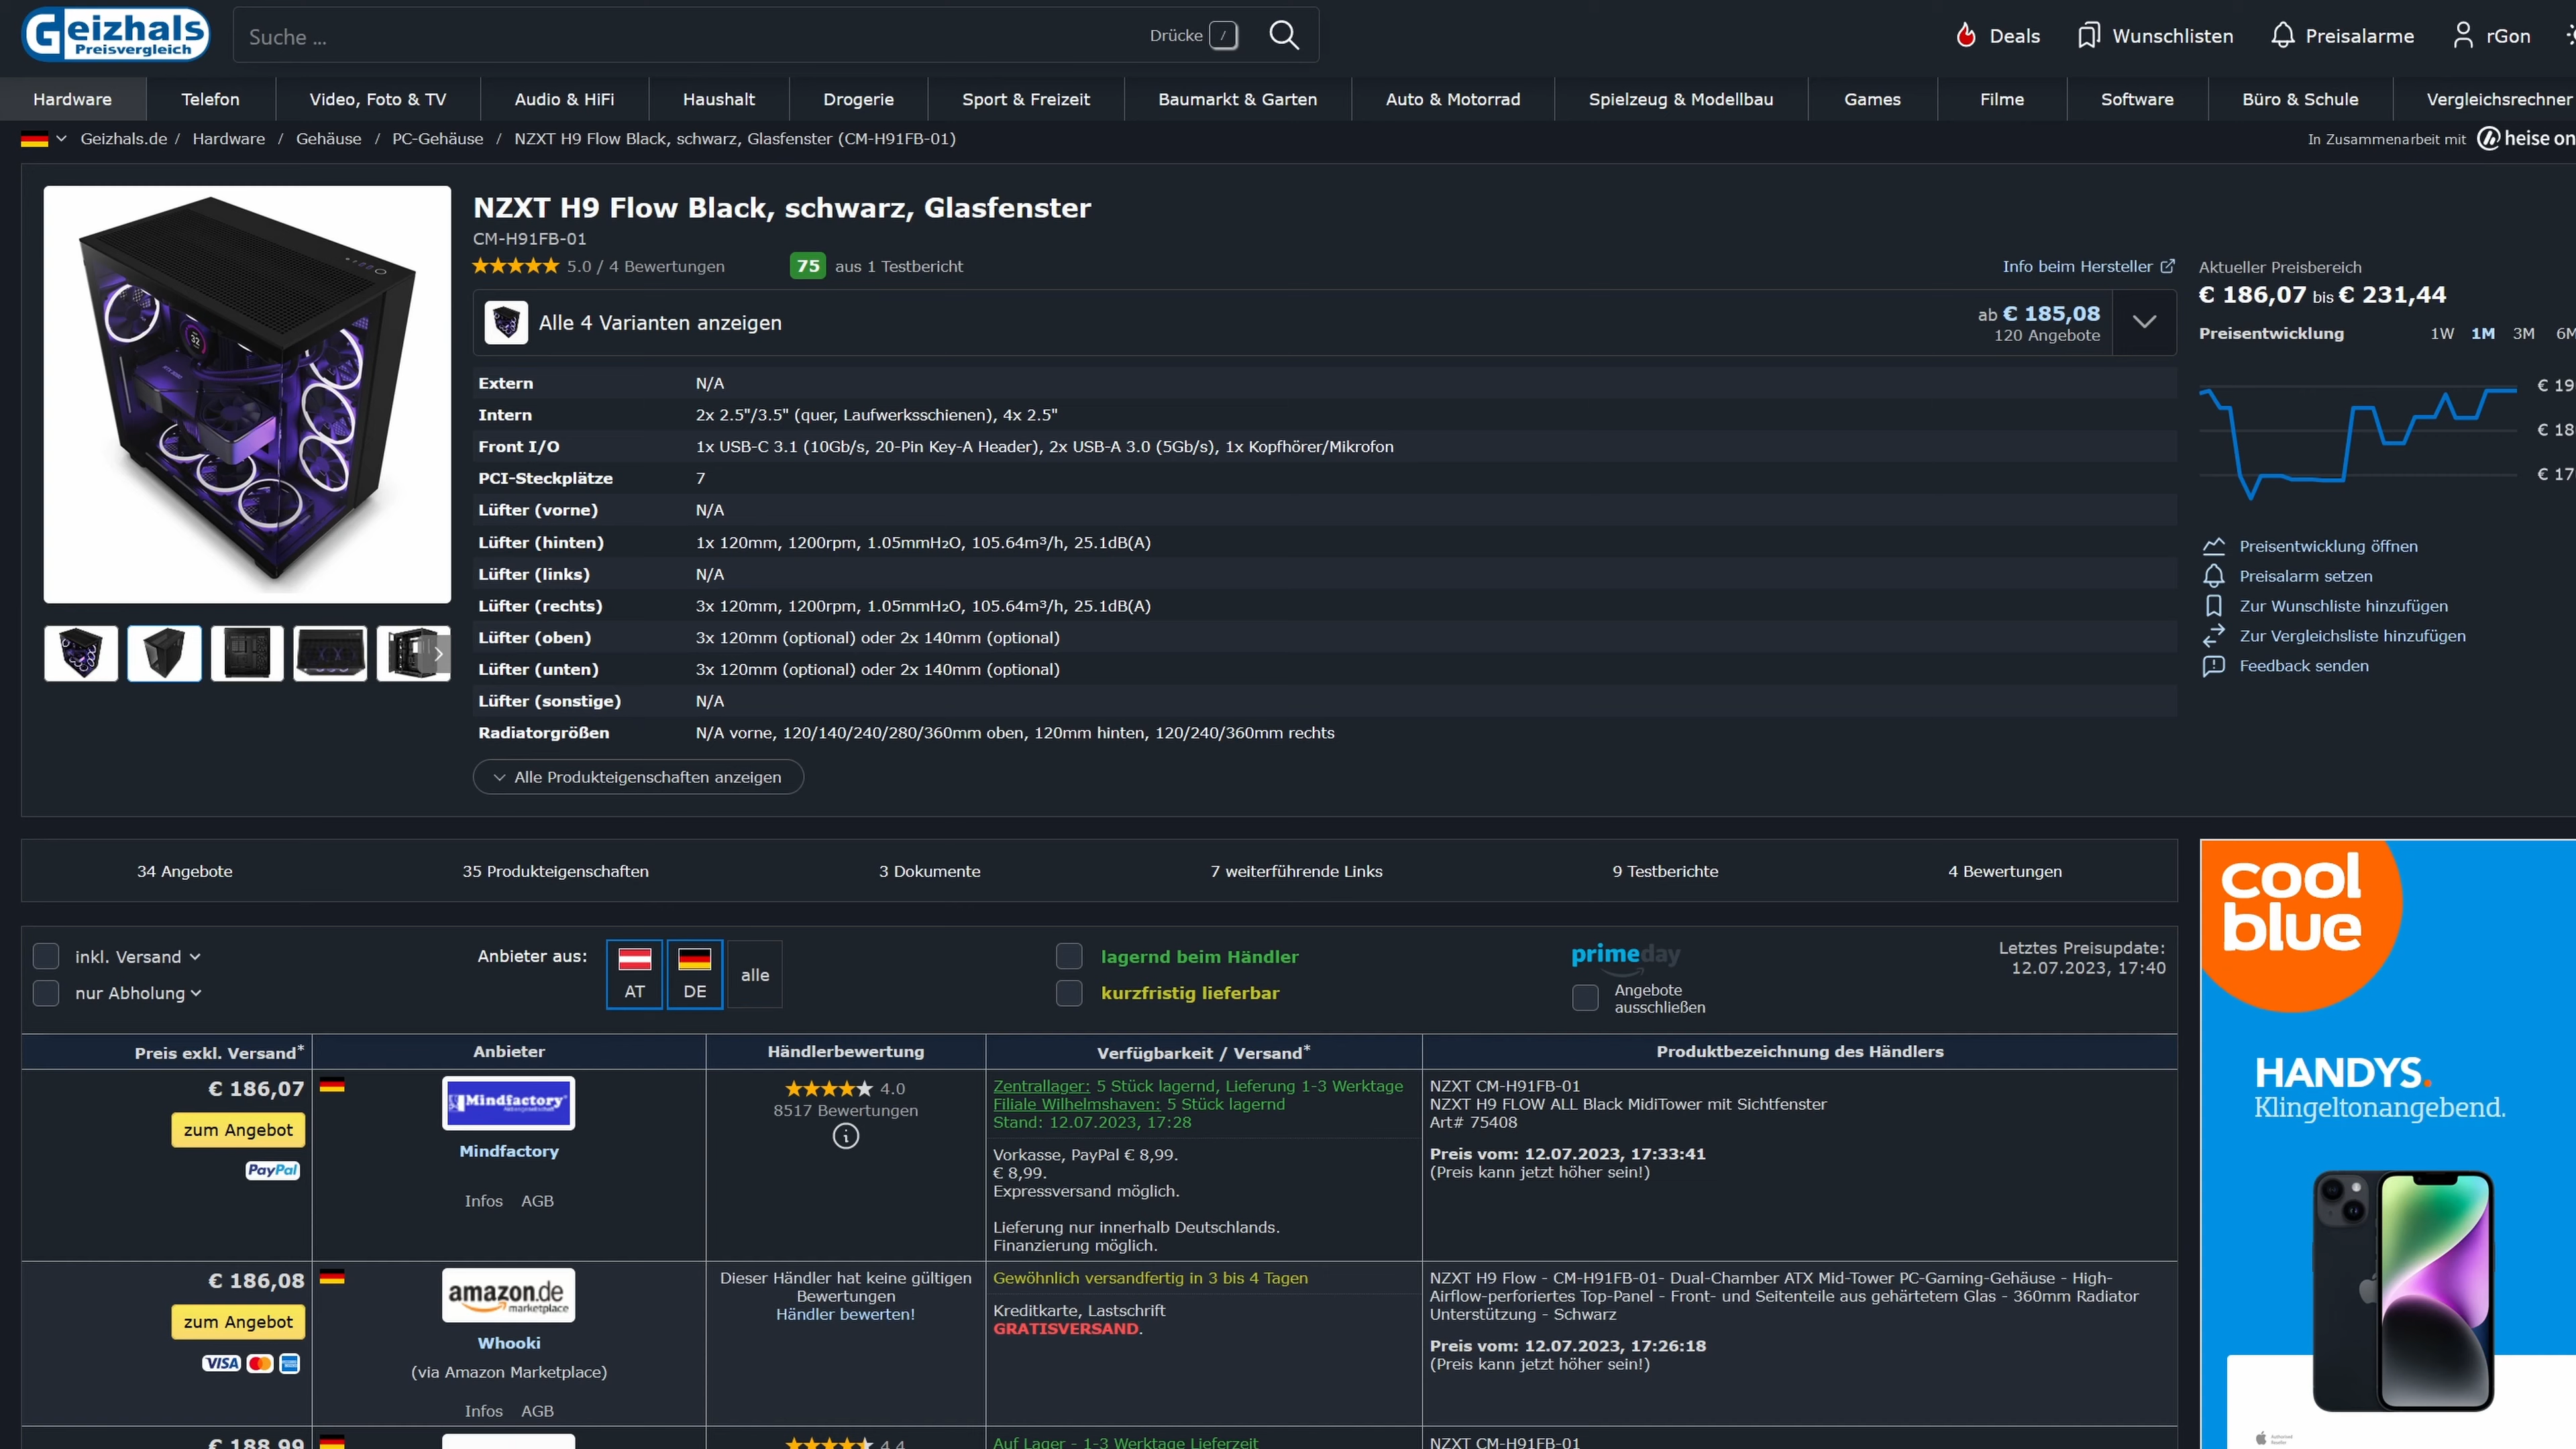 Geizhals
Preisvergleich
Suche ...
Drücke /
Deals
Wunschlisten
Preisalarme
rGon
Hardware
Telefon
Video, Foto & TV
Audio & HiFi
Haushalt
Drogerie
Sport & Freizeit
Baumarkt & Garten
Auto & Motorrad
Spielzeug & Modellbau
Games
Filme
Software
Büro & Schule
Vergleichsrechner
Geizhals.de / Hardware / Gehäuse / PC-Gehäuse / NZXT H9 Flow Black, schwarz, Glasfenster (CM-H91FB-01)
In Zusammenarbeit mit heise on
NZXT H9 Flow Black, schwarz, Glasfenster
CM-H91FB-01
5.0 / 4 Bewertungen
75 aus 1 Testbericht
Info beim Hersteller
Alle 4 Varianten anzeigen
ab € 185,08
120 Angebote
Extern N/A
Intern 2x 2.5"/3.5" (quer, Laufwerksschienen), 4x 2.5"
Front I/O 1x USB-C 3.1 (10Gb/s, 20-Pin Key-A Header), 2x USB-A 3.0 (5Gb/s), 1x Kopfhörer/Mikrofon
PCI-Steckplätze 7
Lüfter (vorne) N/A
Lüfter (hinten) 1x 120mm, 1200rpm, 1.05mmH₂O, 105.64m³/h, 25.1dB(A)
Lüfter (links) N/A
Lüfter (rechts) 3x 120mm, 1200rpm, 1.05mmH₂O, 105.64m³/h, 25.1dB(A)
Lüfter (oben) 3x 120mm (optional) oder 2x 140mm (optional)
Lüfter (unten) 3x 120mm (optional) oder 2x 140mm (optional)
Lüfter (sonstige) N/A
Radiatorgrößen N/A vorne, 120/140/240/280/360mm oben, 120mm hinten, 120/240/360mm rechts
Alle Produkteigenschaften anzeigen
Aktueller Preisbereich
€ 186,07 bis € 231,44
Preisentwicklung 1W 1M 3M 6M
€ 19
€ 18
€ 17
Preisentwicklung öffnen
Preisalarm setzen
Zur Wunschliste hinzufügen
Zur Vergleichsliste hinzufügen
Feedback senden
34 Angebote
35 Produkteigenschaften
3 Dokumente
7 weiterführende Links
9 Testberichte
4 Bewertungen
inkl. Versand
nur Abholung
Anbieter aus:
AT
DE
alle
lagernd beim Händler
kurzfristig lieferbar
primeday
Angebote
ausschließen
Letztes Preisupdate:
12.07.2023, 17:40
Preis exkl. Versand*
Anbieter
Händlerbewertung
Verfügbarkeit / Versand*
Produktbezeichnung des Händlers
€ 186,07
zum Angebot
PayPal
Mindfactory
Mindfactory
Infos AGB
4.0
8517 Bewertungen
Zentrallager: 5 Stück lagernd, Lieferung 1-3 Werktage
Filiale Wilhelmshaven: 5 Stück lagernd
Stand: 12.07.2023, 17:28
Vorkasse, PayPal € 8,99.
€ 8,99.
Expressversand möglich.
Lieferung nur innerhalb Deutschlands.
Finanzierung möglich.
NZXT CM-H91FB-01
NZXT H9 FLOW ALL Black MidiTower mit Sichtfenster
Art# 75408
Preis vom: 12.07.2023, 17:33:41
(Preis kann jetzt höher sein!)
€ 186,08
zum Angebot
VISA
amazon.de
marketplace
Whooki
(via Amazon Marketplace)
Infos AGB
Dieser Händler hat keine gültigen
Bewertungen
Händler bewerten!
Gewöhnlich versandfertig in 3 bis 4 Tagen
Kreditkarte, Lastschrift
GRATISVERSAND.
NZXT H9 Flow - CM-H91FB-01- Dual-Chamber ATX Mid-Tower PC-Gaming-Gehäuse - High-
Airflow-perforiertes Top-Panel - Front- und Seitenteile aus gehärtetem Glas - 360mm Radiator
Unterstützung - Schwarz
Preis vom: 12.07.2023, 17:26:18
(Preis kann jetzt höher sein!)
€ 188,99
4.4
Auf Lager - 1-3 Werktage Lieferzeit
NZXT CM-H91FB-01
cool
blue
HANDYS.
Klingeltonangebend.